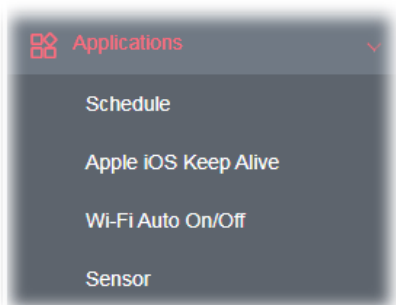 Applications
Schedule
Apple iOS Keep Alive
Wi-Fi Auto On/Off
Sensor